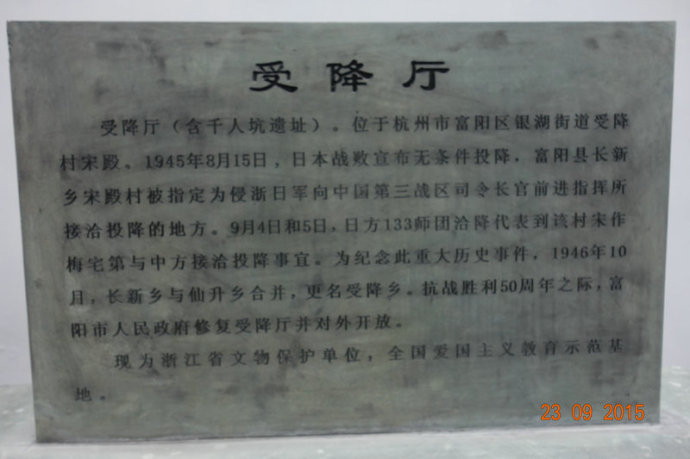 受降厅
受降厅（含千人坑遗址）。位于杭州市富阳区银湖街道受降
村宋殿。1945年8月15日，日本战败宣布无条件投降，富阳县长新
乡宋殿村被指定为侵浙日军向中国第三战区司令长官前进指挥所
接洽投降的地方。9月4日和5日，日方133师团洽降代表到该村宋作
梅宅第与中方接洽投降事宜。为纪念此重大历史事件，1946年10
月，长新乡与仙升乡合并，更名受降乡。抗战胜利50周年之际，富
阳市人民政府修复受降厅并对外开放。
现为浙江省文物保护单位，全国爱国主义教育示范基
地。
23 09 2015